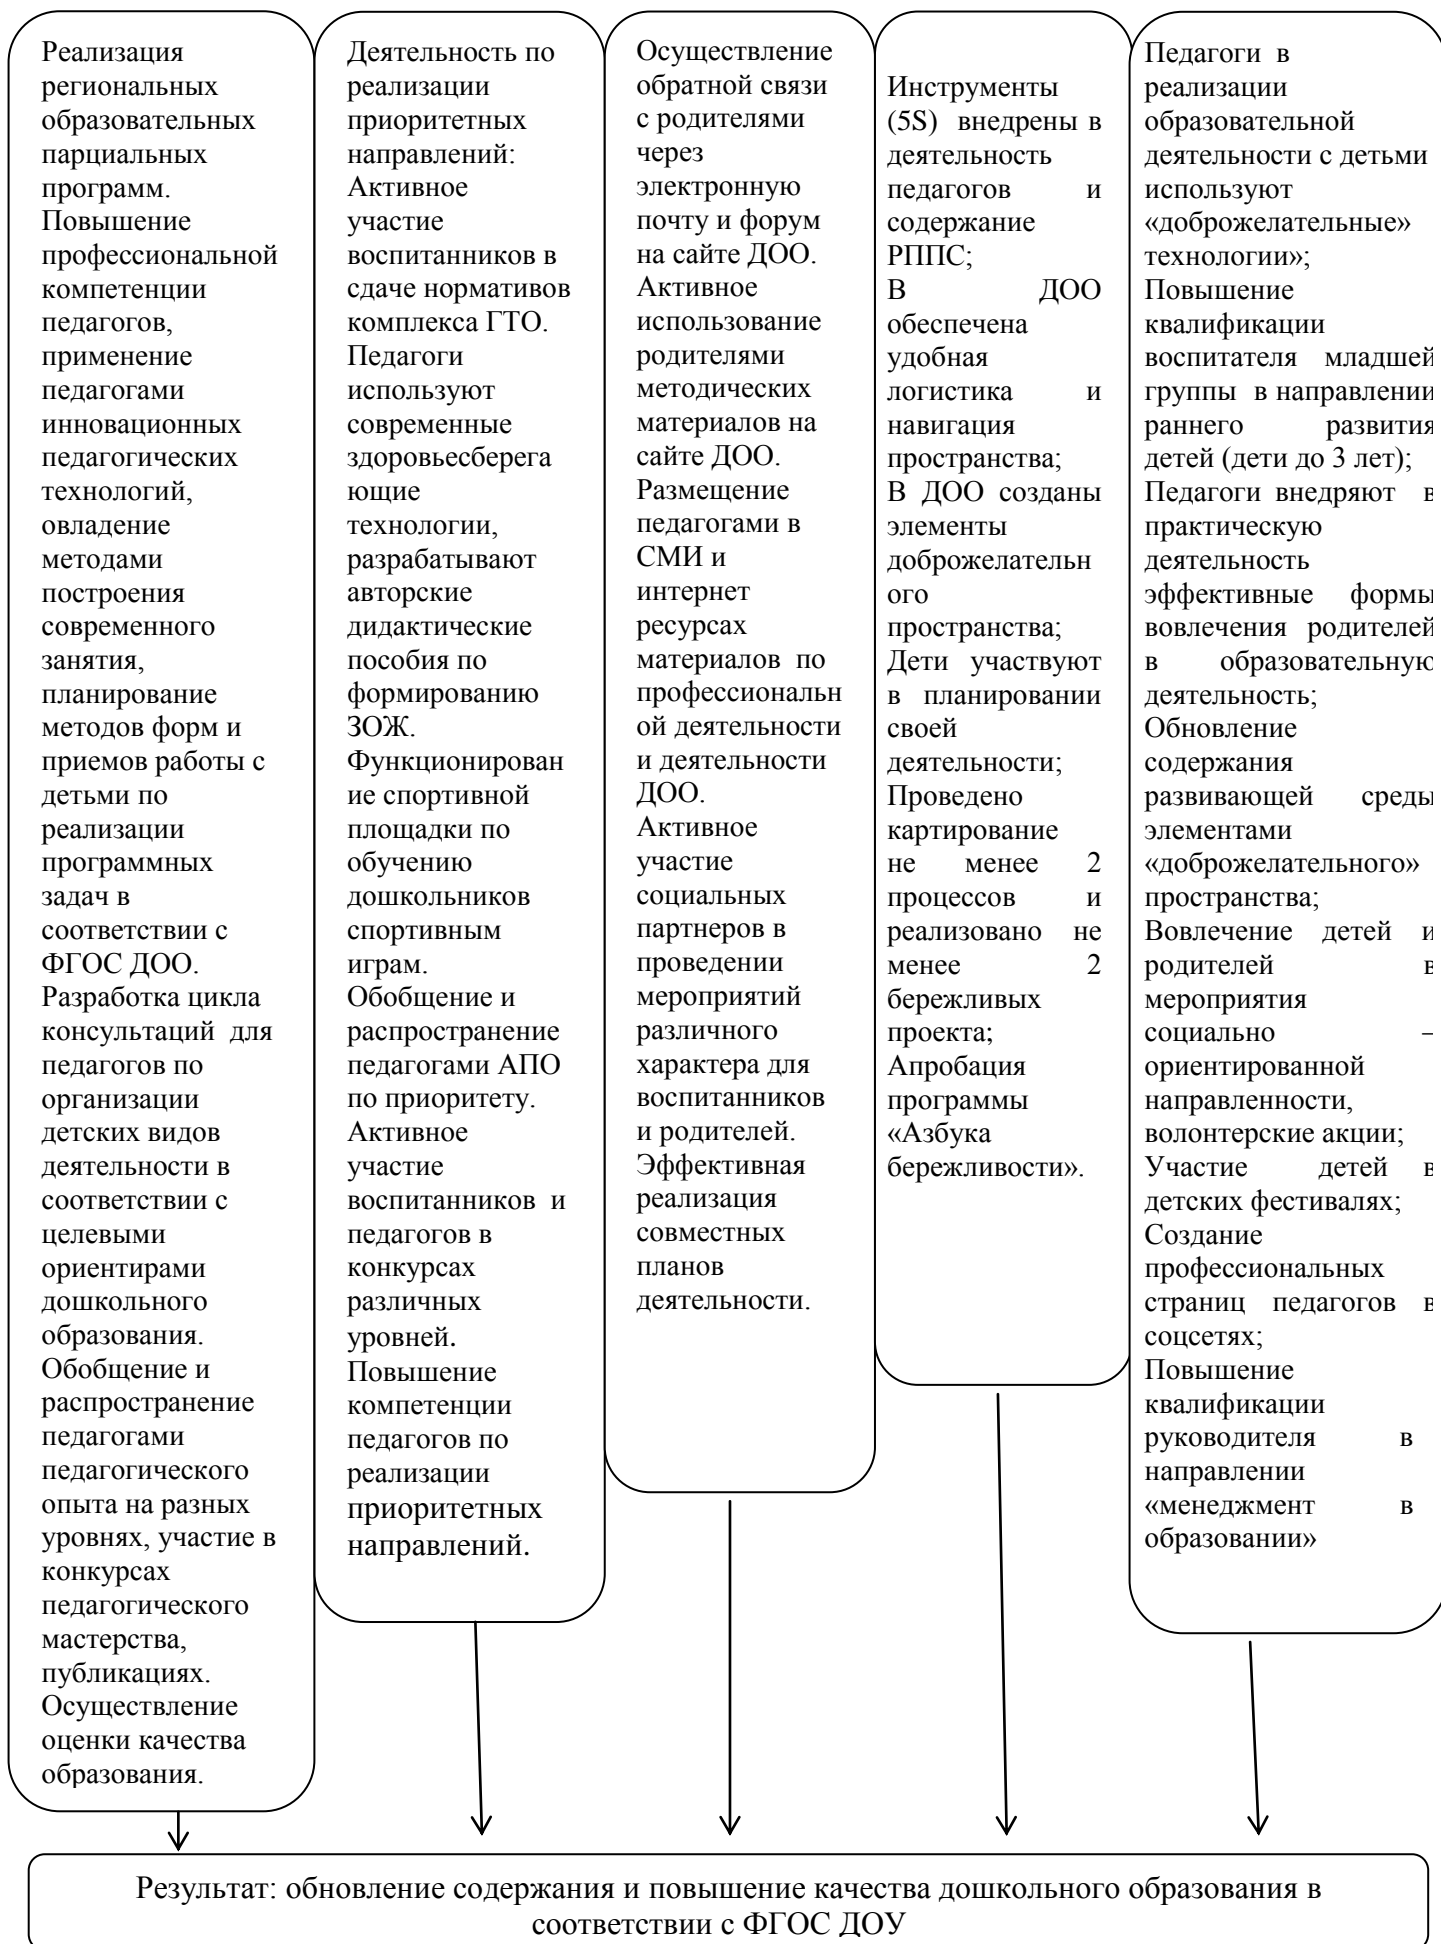 Реализация
региональных
образовательных
парциальных
программ.
Повышение
профессиональной
компетенции
педагогов,
применение
педагогами
инновационных
педагогических
технологий,
овладение
методами
построения
современного
занятия,
планирование
методов форм и
приемов работы с
детьми по
реализации
программных
задач в
соответствии с
ФГОС ДОО.
Разработка цикла
консультаций для
педагогов по
организации
детских видов
деятельности в
соответствии с
целевыми
ориентирами
дошкольного
образования.
Обобщение и
распространение
педагогами
педагогического
опыта на разных
уровнях, участие в
конкурсах
педагогического
мастерства,
публикациях.
Осуществление
оценки качества
образования.
Деятельность по
реализации
приоритетных
направлений:
Активное
участие
воспитанников в
сдаче нормативов
комплекса ГТО.
Педагоги
используют
современные
здоровьесберега
ющие
технологии,
разрабатывают
авторские
дидактические
пособия по
формированию
ЗОЖ.
Функционирован
ие спортивной
площадки по
обучению
дошкольников
спортивным
играм.
Обобщение и
распространение
педагогами АПО
по приоритету.
Активное
участие
воспитанников и
педагогов в
конкурсах
различных
уровней.
Повышение
компетенции
педагогов по
реализации
приоритетных
направлений.
Осуществление
обратной связи
с родителями
через
электронную
почту и форум
на сайте ДОО.
Активное
использование
родителями
методических
материалов на
сайте ДОО.
Размещение
педагогами в
СМИ и
интернет
ресурсах
материалов по
профессиональн
ой деятельности
и деятельности
ДОО.
Активное
участие
социальных
партнеров в
проведении
мероприятий
различного
характера для
воспитанников
и родителей.
Эффективная
реализация
совместных
планов
деятельности.
Инструменты
(5S) внедрены в
деятельность
педагогов и
содержание
РППС;
В ДОО
обеспечена
удобная
логистика и
навигация
пространства;
В ДОО созданы
элементы
доброжелательн
ого
пространства;
Дети участвуют
в планировании
своей
деятельности;
Проведено
картирование
не менее 2
процессов и
реализовано не
менее 2
бережливых
проекта;
Апробация
программы
«Азбука
бережливости».
Педагоги в
реализации
образовательной
деятельности с детьми
используют
«доброжелательные»
технологии»;
Повышение
квалификации
воспитателя младшей
группы в направлении
раннего развития
детей (дети до 3 лет);
Педагоги внедряют в
практическую
деятельность
эффективные формы
вовлечения родителей
в образовательную
деятельность;
Обновление
содержания
развивающей среды
элементами
«доброжелательного»
пространства;
Вовлечение детей и
родителей в
мероприятия
социально –
ориентированной
направленности,
волонтерские акции;
Участие детей в
детских фестивалях;
Создание
профессиональных
страниц педагогов в
соцсетях;
Повышение
квалификации
руководителя в
направлении
«менеджмент в
образовании»
Результат: обновление содержания и повышение качества дошкольного образования в
соответствии с ФГОС ДОУ